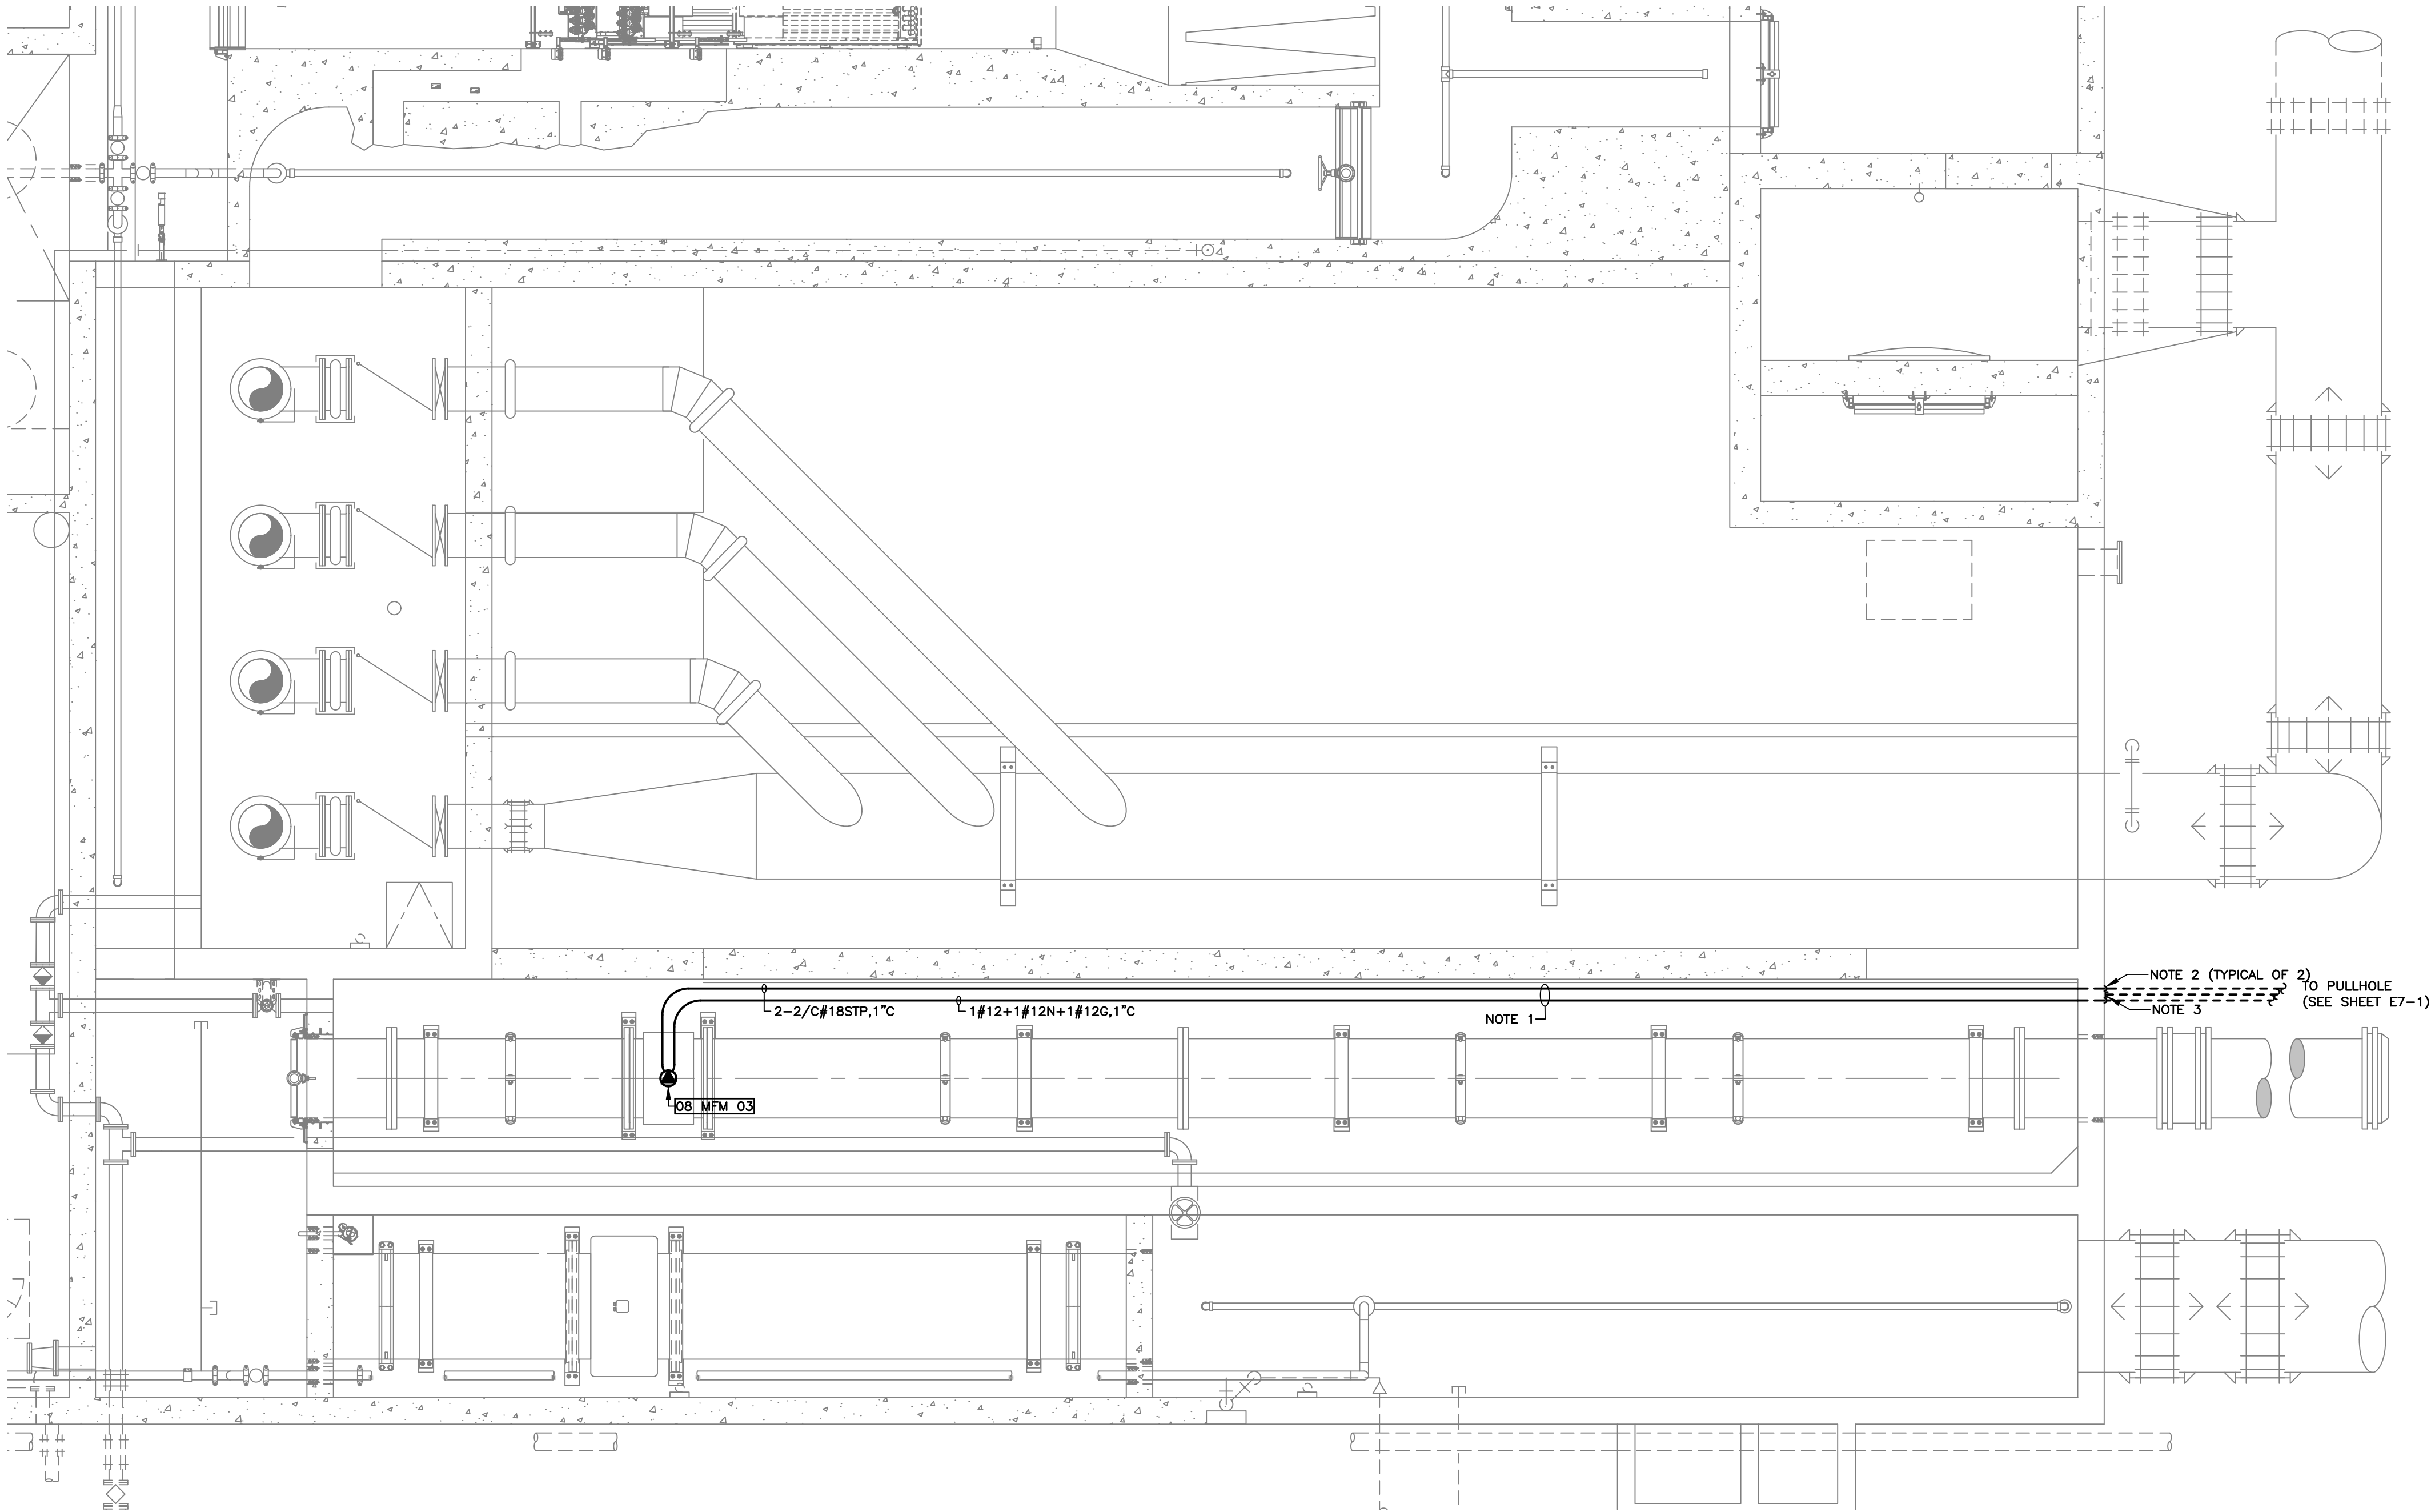 NOTE 2 (TYPICAL OF 2)
TO PULLHOLE
(SEE SHEET E7-1)
NOTE 3
2-2/C#18STP,1"C
1#12+1#12N+1#12G,1"C
NOTE 1
08 MFM 03